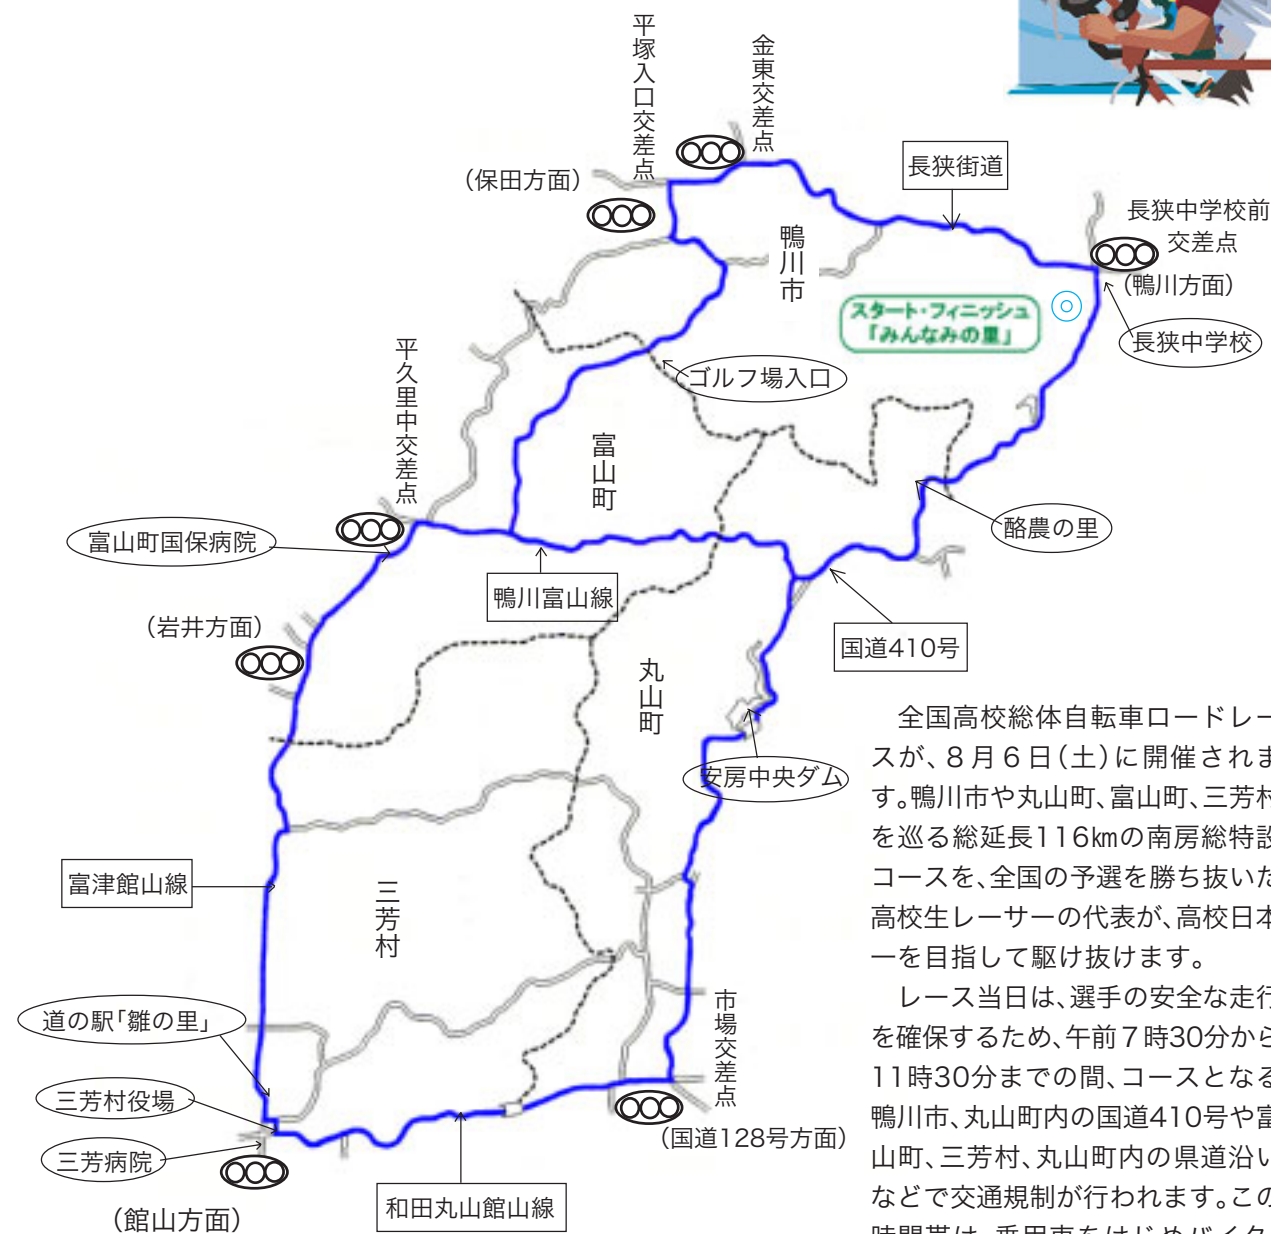 平塚入口交差点
金東交差点
(保田方面)
長狭街道
長狭中学校前
交差点
(鴨川方面)
長狭中学校
鴨川市
スタート・フィニッシュ
「みんなみの里」
ゴルフ場入口
平久里中交差点
富山町
富山町国保病院
酪農の里
鴨川富山線
(岩井方面)
国道410号
丸山町
安房中央ダム
富津館山線
三芳村
道の駅「雛の里」
三芳村役場
三芳病院
(館山方面)
市場交差点
(国道128号方面)
和田丸山館山線
全国高校総体自転車ロードレー
スが、8月6日(土)に開催されま
す。鴨川市や丸山町、富山町、三芳村
を巡る総延長116㎞の南房総特設
コースを、全国の予選を勝ち抜いた
高校生レーサーの代表が、高校日本
一を目指して駆け抜けます。
レース当日は、選手の安全な走行
を確保するため、午前7時30分から
11時30分までの間、コースとなる
鴨川市、丸山町内の国道410号や富
山町、三芳村、丸山町内の県道沿い
などで交通規制が行われます。この
時間帯は、乗用車をはじめバイク